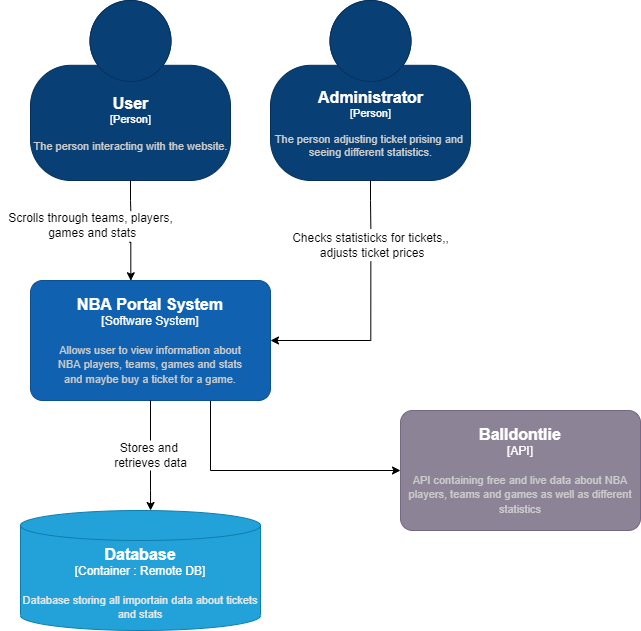 User
[Person]
The person interacting with the website.
Administrator
[Person]
The person adjusting ticket prising and
seeing different statistics.
Scrolls through teams, players,
games and stats
Checks statisticks for tickets,,
adjusts ticket prices
NBA Portal System
[Software System]
Allows user to view information about
NBA players, teams, games and stats
and maybe buy a ticket for a game.
Stores and
retrieves data
Balldontlie
[API]
API containing free and live data about NBA
players, teams and games as well as different
statistics
Database
[Container : Remote DB]
Database storing all importain data about tickets
and stats